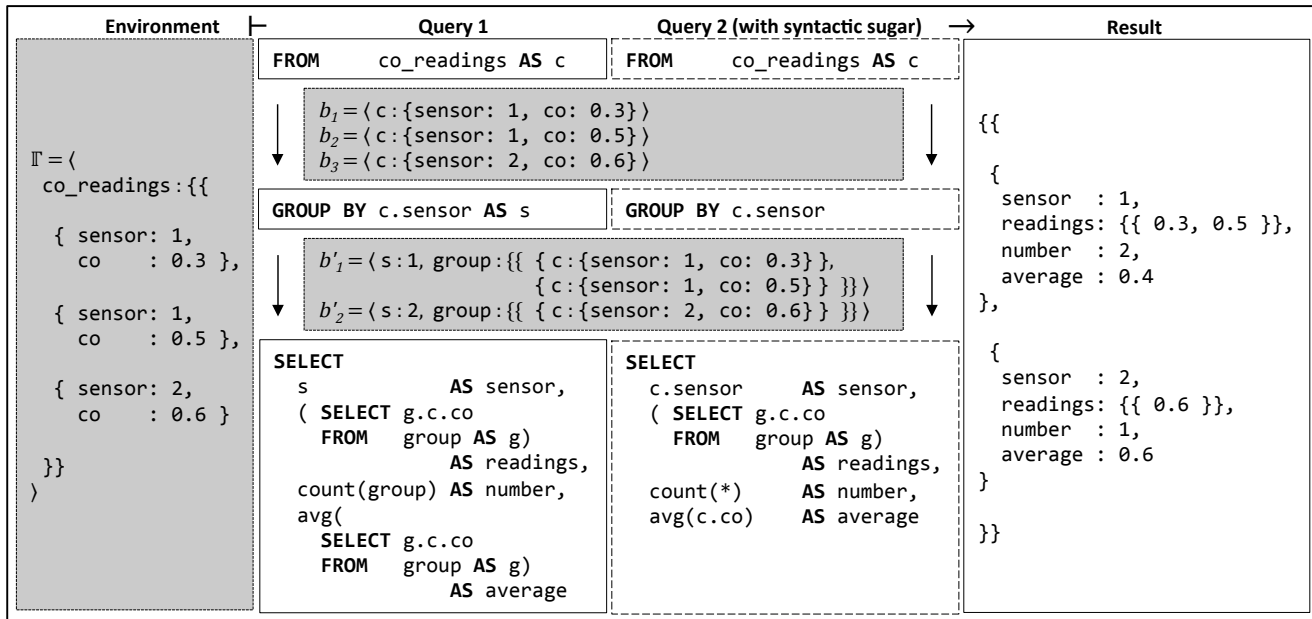 Environment
Query 1
Query 2 (with syntactic sugar)
Result
𝕋 = ⟨
co_readings : {{
{ sensor: 1,
co : 0.3 },
{ sensor: 1,
co : 0.5 },
{ sensor: 2,
co : 0.6 }
}}
⟩
FROM co_readings AS c
FROM co_readings AS c
b1 = ⟨ c : {sensor: 1, co: 0.3} ⟩
b2 = ⟨ c : {sensor: 1, co: 0.5} ⟩
b3 = ⟨ c : {sensor: 2, co: 0.6} ⟩
GROUP BY c.sensor AS s
GROUP BY c.sensor
b'1 = ⟨ s : 1, group : {{ { c : {sensor: 1, co: 0.3} },
{ c : {sensor: 1, co: 0.5} } }} ⟩
b'2 = ⟨ s : 2, group : {{ { c : {sensor: 2, co: 0.6} } }} ⟩
SELECT
s AS sensor,
( SELECT g.c.co
FROM group AS g)
AS readings,
count(group) AS number,
avg(
SELECT g.c.co
FROM group AS g)
AS average
SELECT
c.sensor AS sensor,
( SELECT g.c.co
FROM group AS g)
AS readings,
count(*) AS number,
avg(c.co) AS average
{{
{
sensor : 1,
readings: {{ 0.3, 0.5 }},
number : 2,
average : 0.4
},
{
sensor : 2,
readings: {{ 0.6 }},
number : 1,
average : 0.6
}
}}